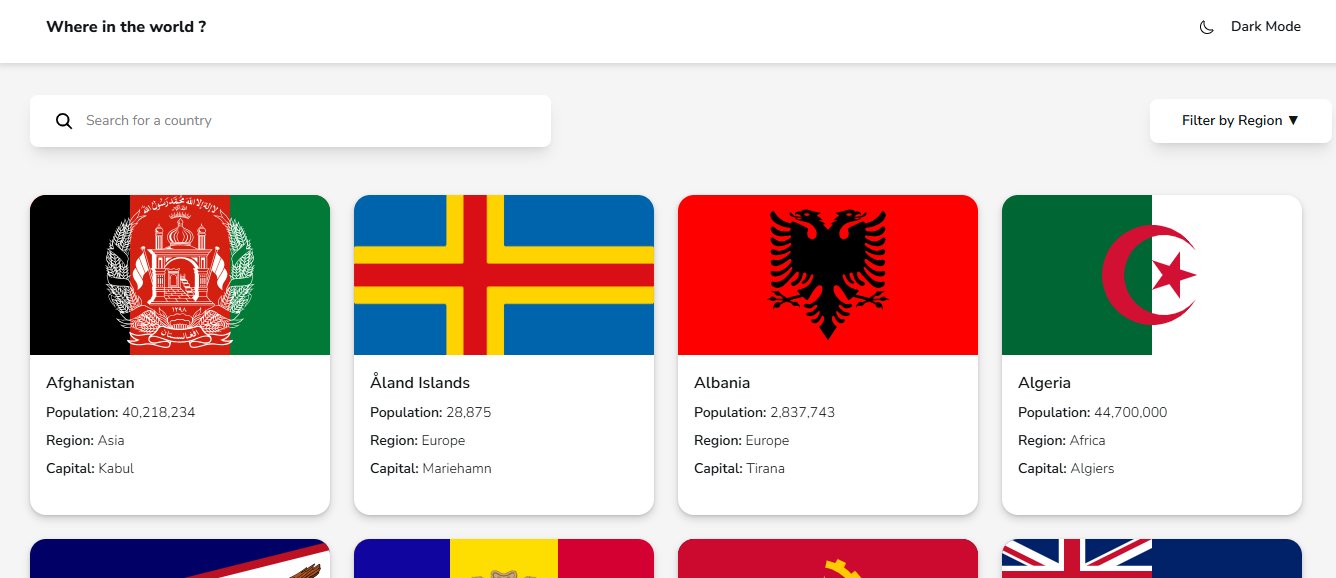 Where in the world ?
Dark Mode
Search for a country
Filter by Region ▼
Afghanistan
Population: 40,218,234
Region: Asia
Capital: Kabul
Åland Islands
Population: 28,875
Region: Europe
Capital: Mariehamn
Albania
Population: 2,837,743
Region: Europe
Capital: Tirana
Algeria
Population: 44,700,000
Region: Africa
Capital: Algiers